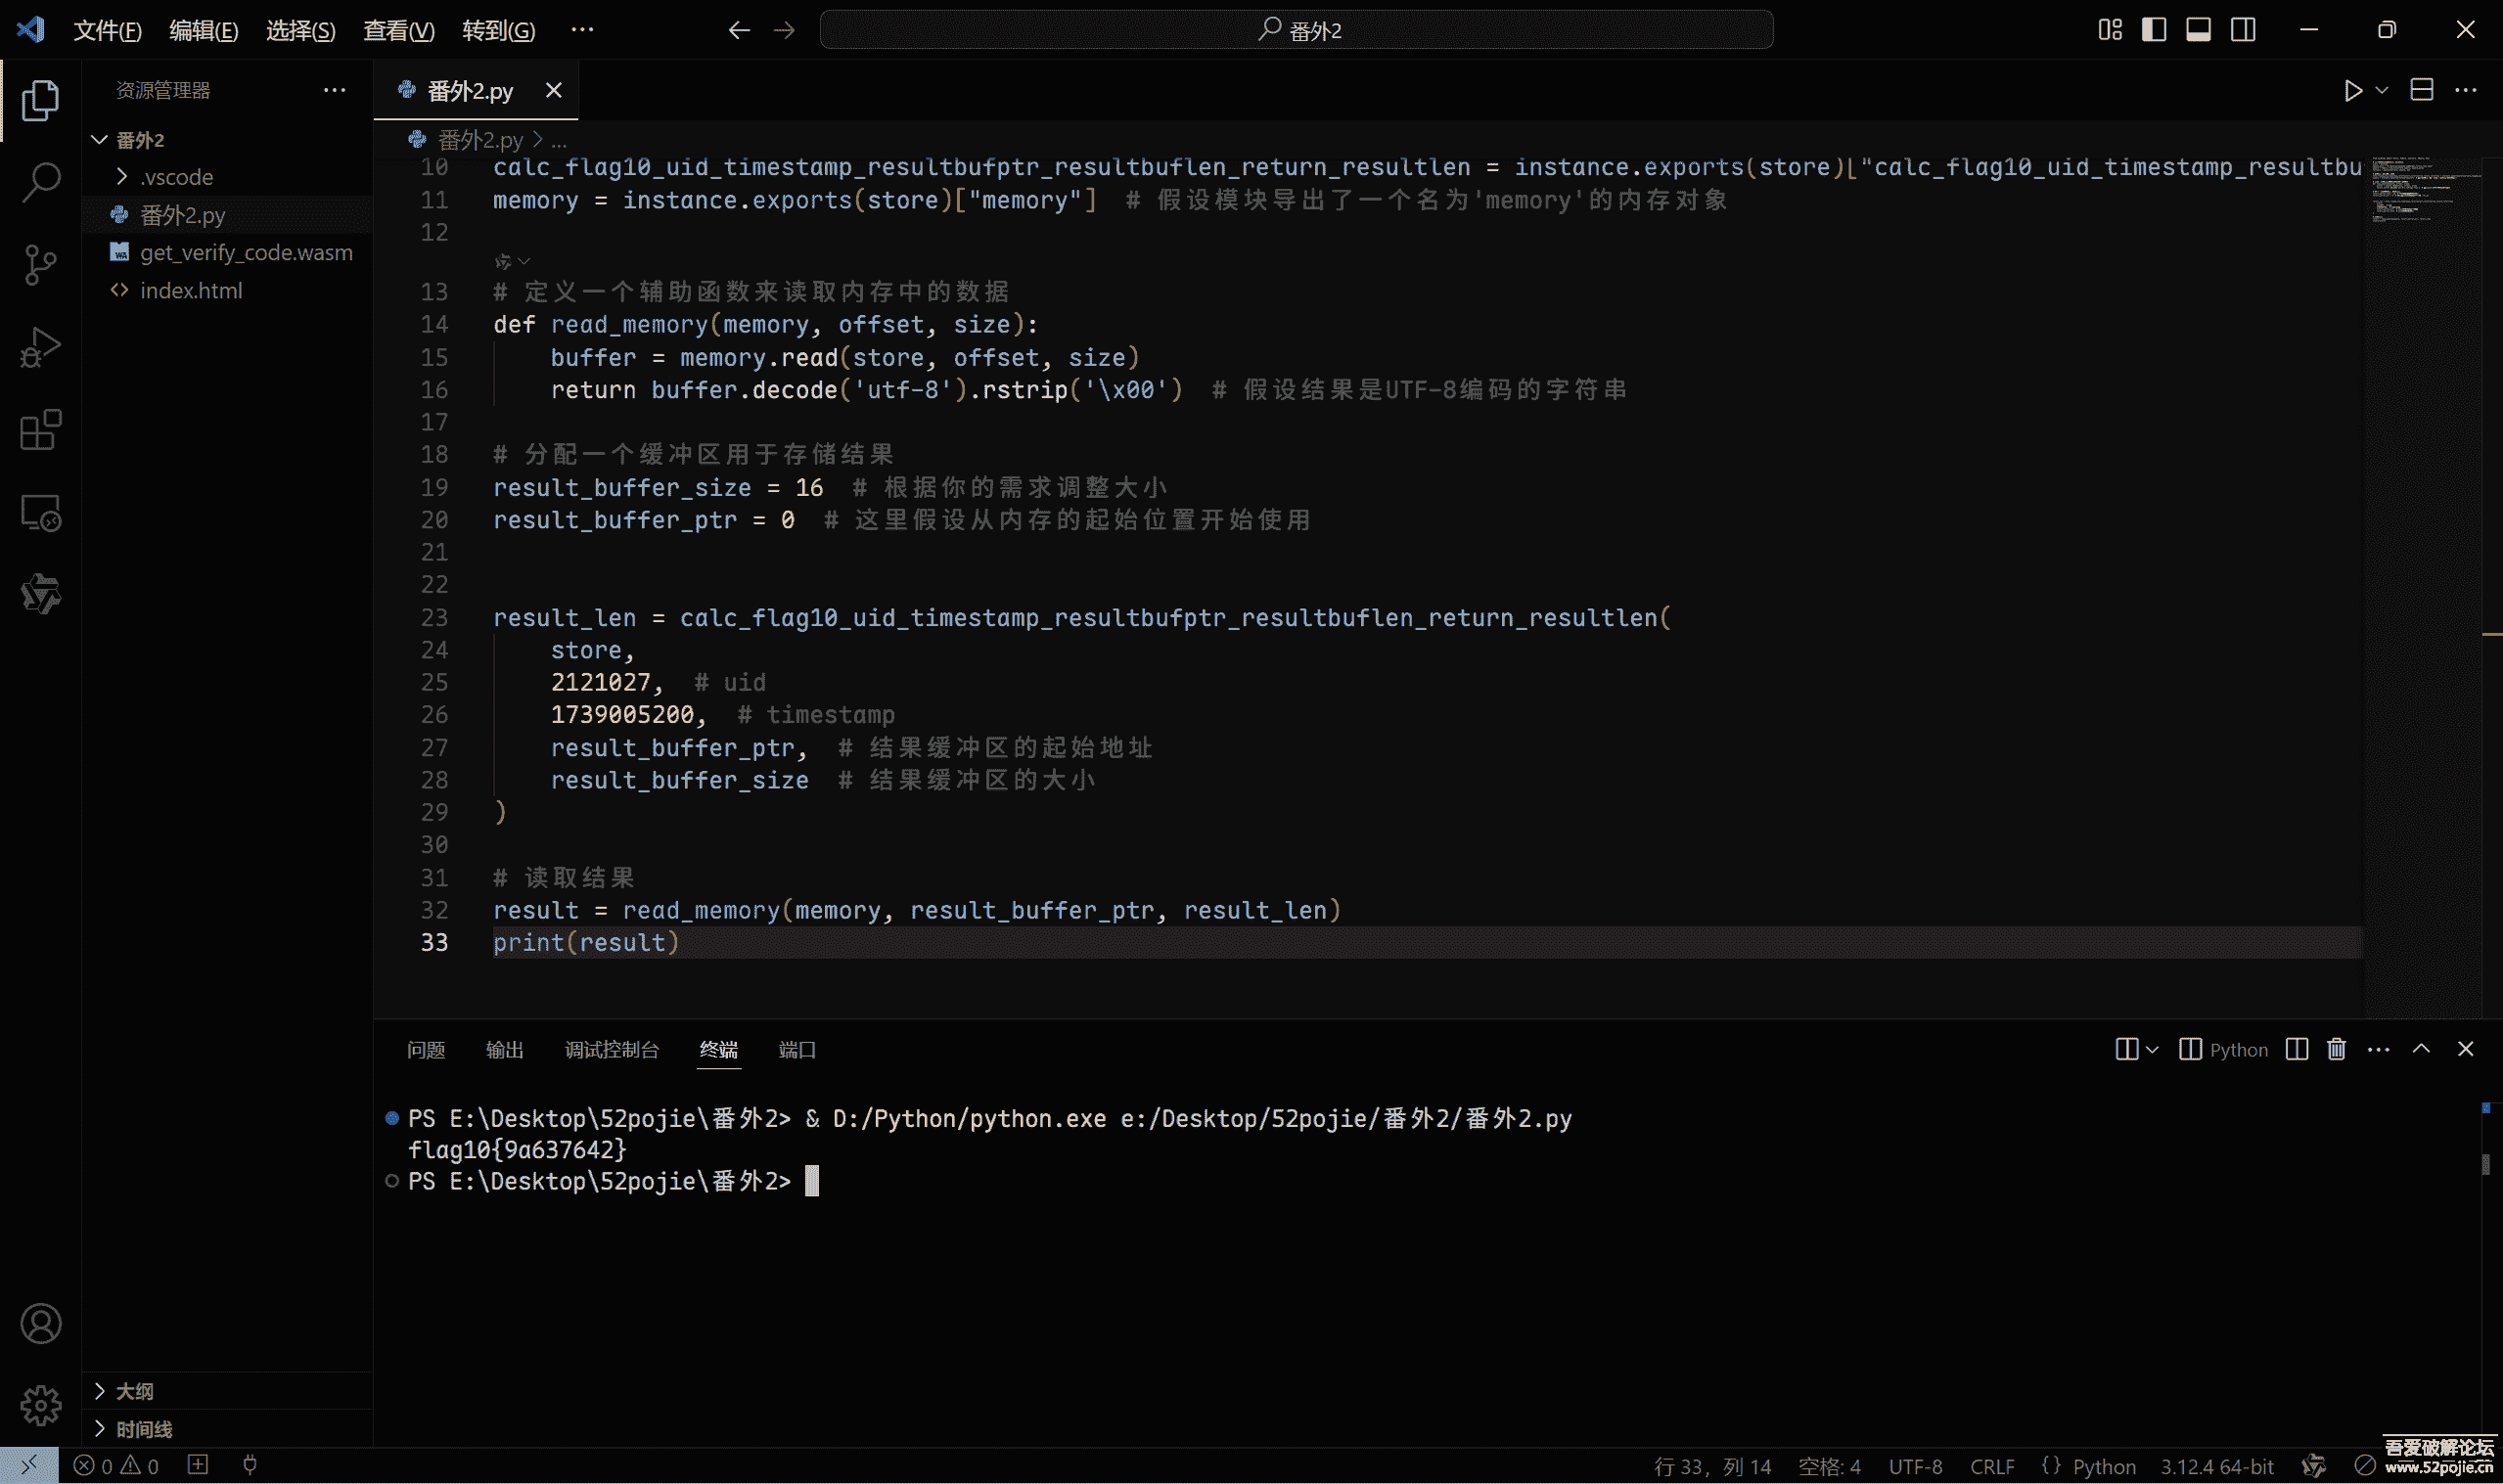 文件(F) 编辑(E) 选择(S) 查看(V) 转到(G) ··· 番外2
资源管理器 ···
番外2
.vscode
番外2.py
get_verify_code.wasm
index.html
大纲
时间线
番外2.py
番外2.py > ...
10 calc_flag10_uid_timestamp_resultbufptr_resultbuflen_return_resultlen = instance.exports(store)["calc_flag10_uid_timestamp_resultbu
11 memory = instance.exports(store)["memory"]  # 假设模块导出了一个名为'memory'的内存对象
12
13 # 定义一个辅助函数来读取内存中的数据
14 def read_memory(memory, offset, size):
15     buffer = memory.read(store, offset, size)
16     return buffer.decode('utf-8').rstrip('\x00')  # 假设结果是UTF-8编码的字符串
17
18 # 分配一个缓冲区用于存储结果
19 result_buffer_size = 16  # 根据你的需求调整大小
20 result_buffer_ptr = 0  # 这里假设从内存的起始位置开始使用
21
22
23 result_len = calc_flag10_uid_timestamp_resultbufptr_resultbuflen_return_resultlen(
24     store,
25     2121027,  # uid
26     1739005200,  # timestamp
27     result_buffer_ptr,  # 结果缓冲区的起始地址
28     result_buffer_size  # 结果缓冲区的大小
29 )
30
31 # 读取结果
32 result = read_memory(memory, result_buffer_ptr, result_len)
33 print(result)
问题 输出 调试控制台 终端 端口 Python
PS E:\Desktop\52pojie\番外2> & D:/Python/python.exe e:/Desktop/52pojie/番外2/番外2.py
flag10{9a637642}
PS E:\Desktop\52pojie\番外2>
0 0 行 33，列 14 空格: 4 UTF-8 CRLF {} Python 3.12.4 64-bit
吾爱破解论坛
www.52pojie.cn